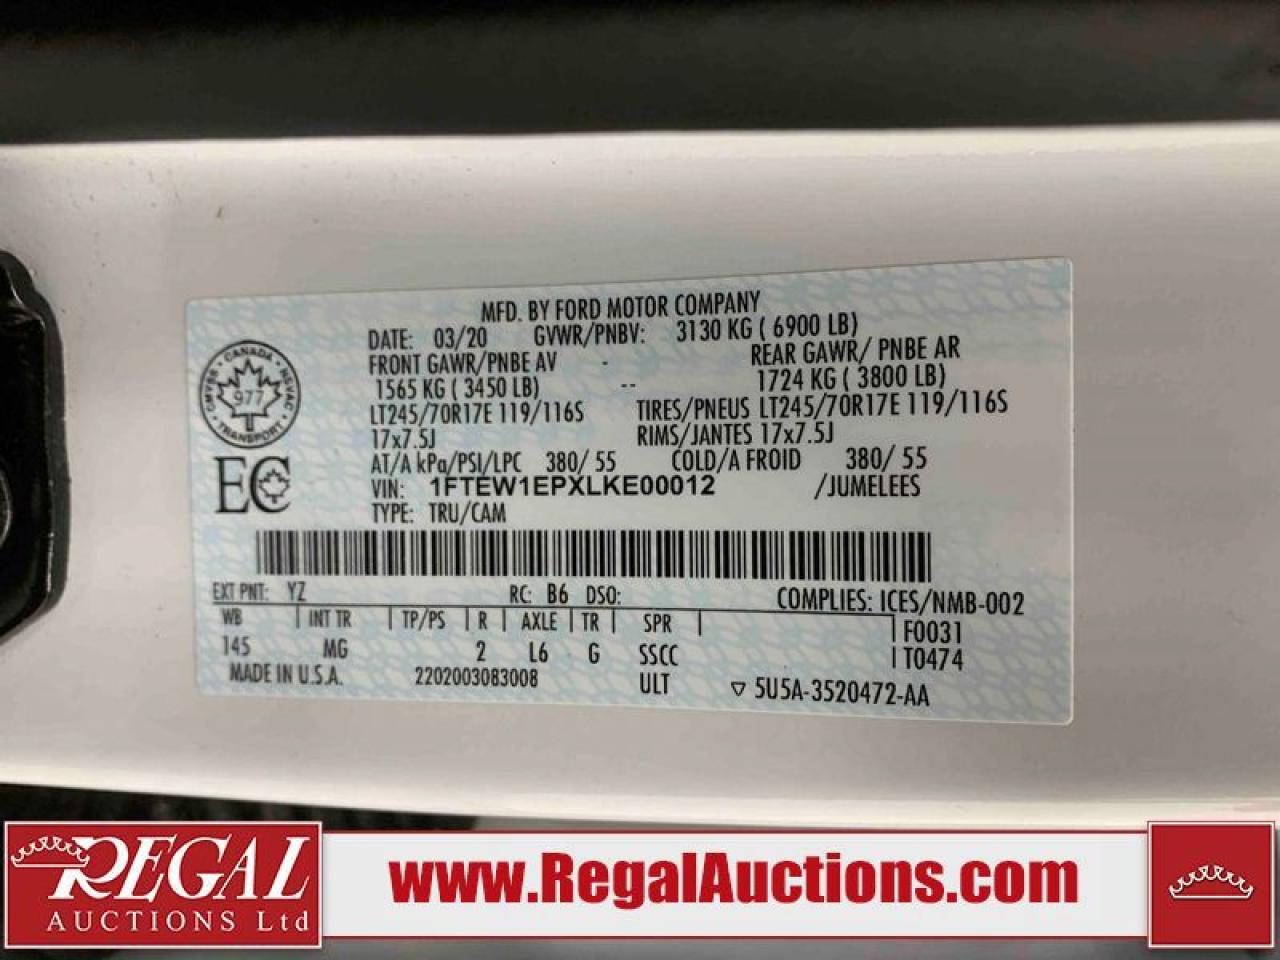 MFD. BY FORD MOTOR COMPANY
DATE: 03/20 GVWR/PNBV: 3130 KG ( 6900 LB)
FRONT GAWR/PNBE AV - REAR GAWR/ PNBE AR
1565 KG ( 3450 LB) -- 1724 KG ( 3800 LB)
LT245/70R17E 119/116S TIRES/PNEUS LT245/70R17E 119/116S
17x7.5J RIMS/JANTES 17x7.5J
AT/A kPa/PSI/LPC 380/ 55 COLD/A FROID 380/ 55
VIN: 1FTEW1EPXLKE00012 /JUMELEES
TYPE: TRU/CAM
CANADA
CMVSS NSVAC
977
TRANSPORT
EC
EXT PNT: YZ RC: B6 DSO: COMPLIES: ICES/NMB-002
WB | INT TR | TP/PS | R | AXLE | TR | SPR | | F0031
145 MG 2 L6 G SSCC | T0474
MADE IN U.S.A. 2202003083008 ULT ▽ 5U5A-3520472-AA
REGAL
AUCTIONS Ltd
www.RegalAuctions.com